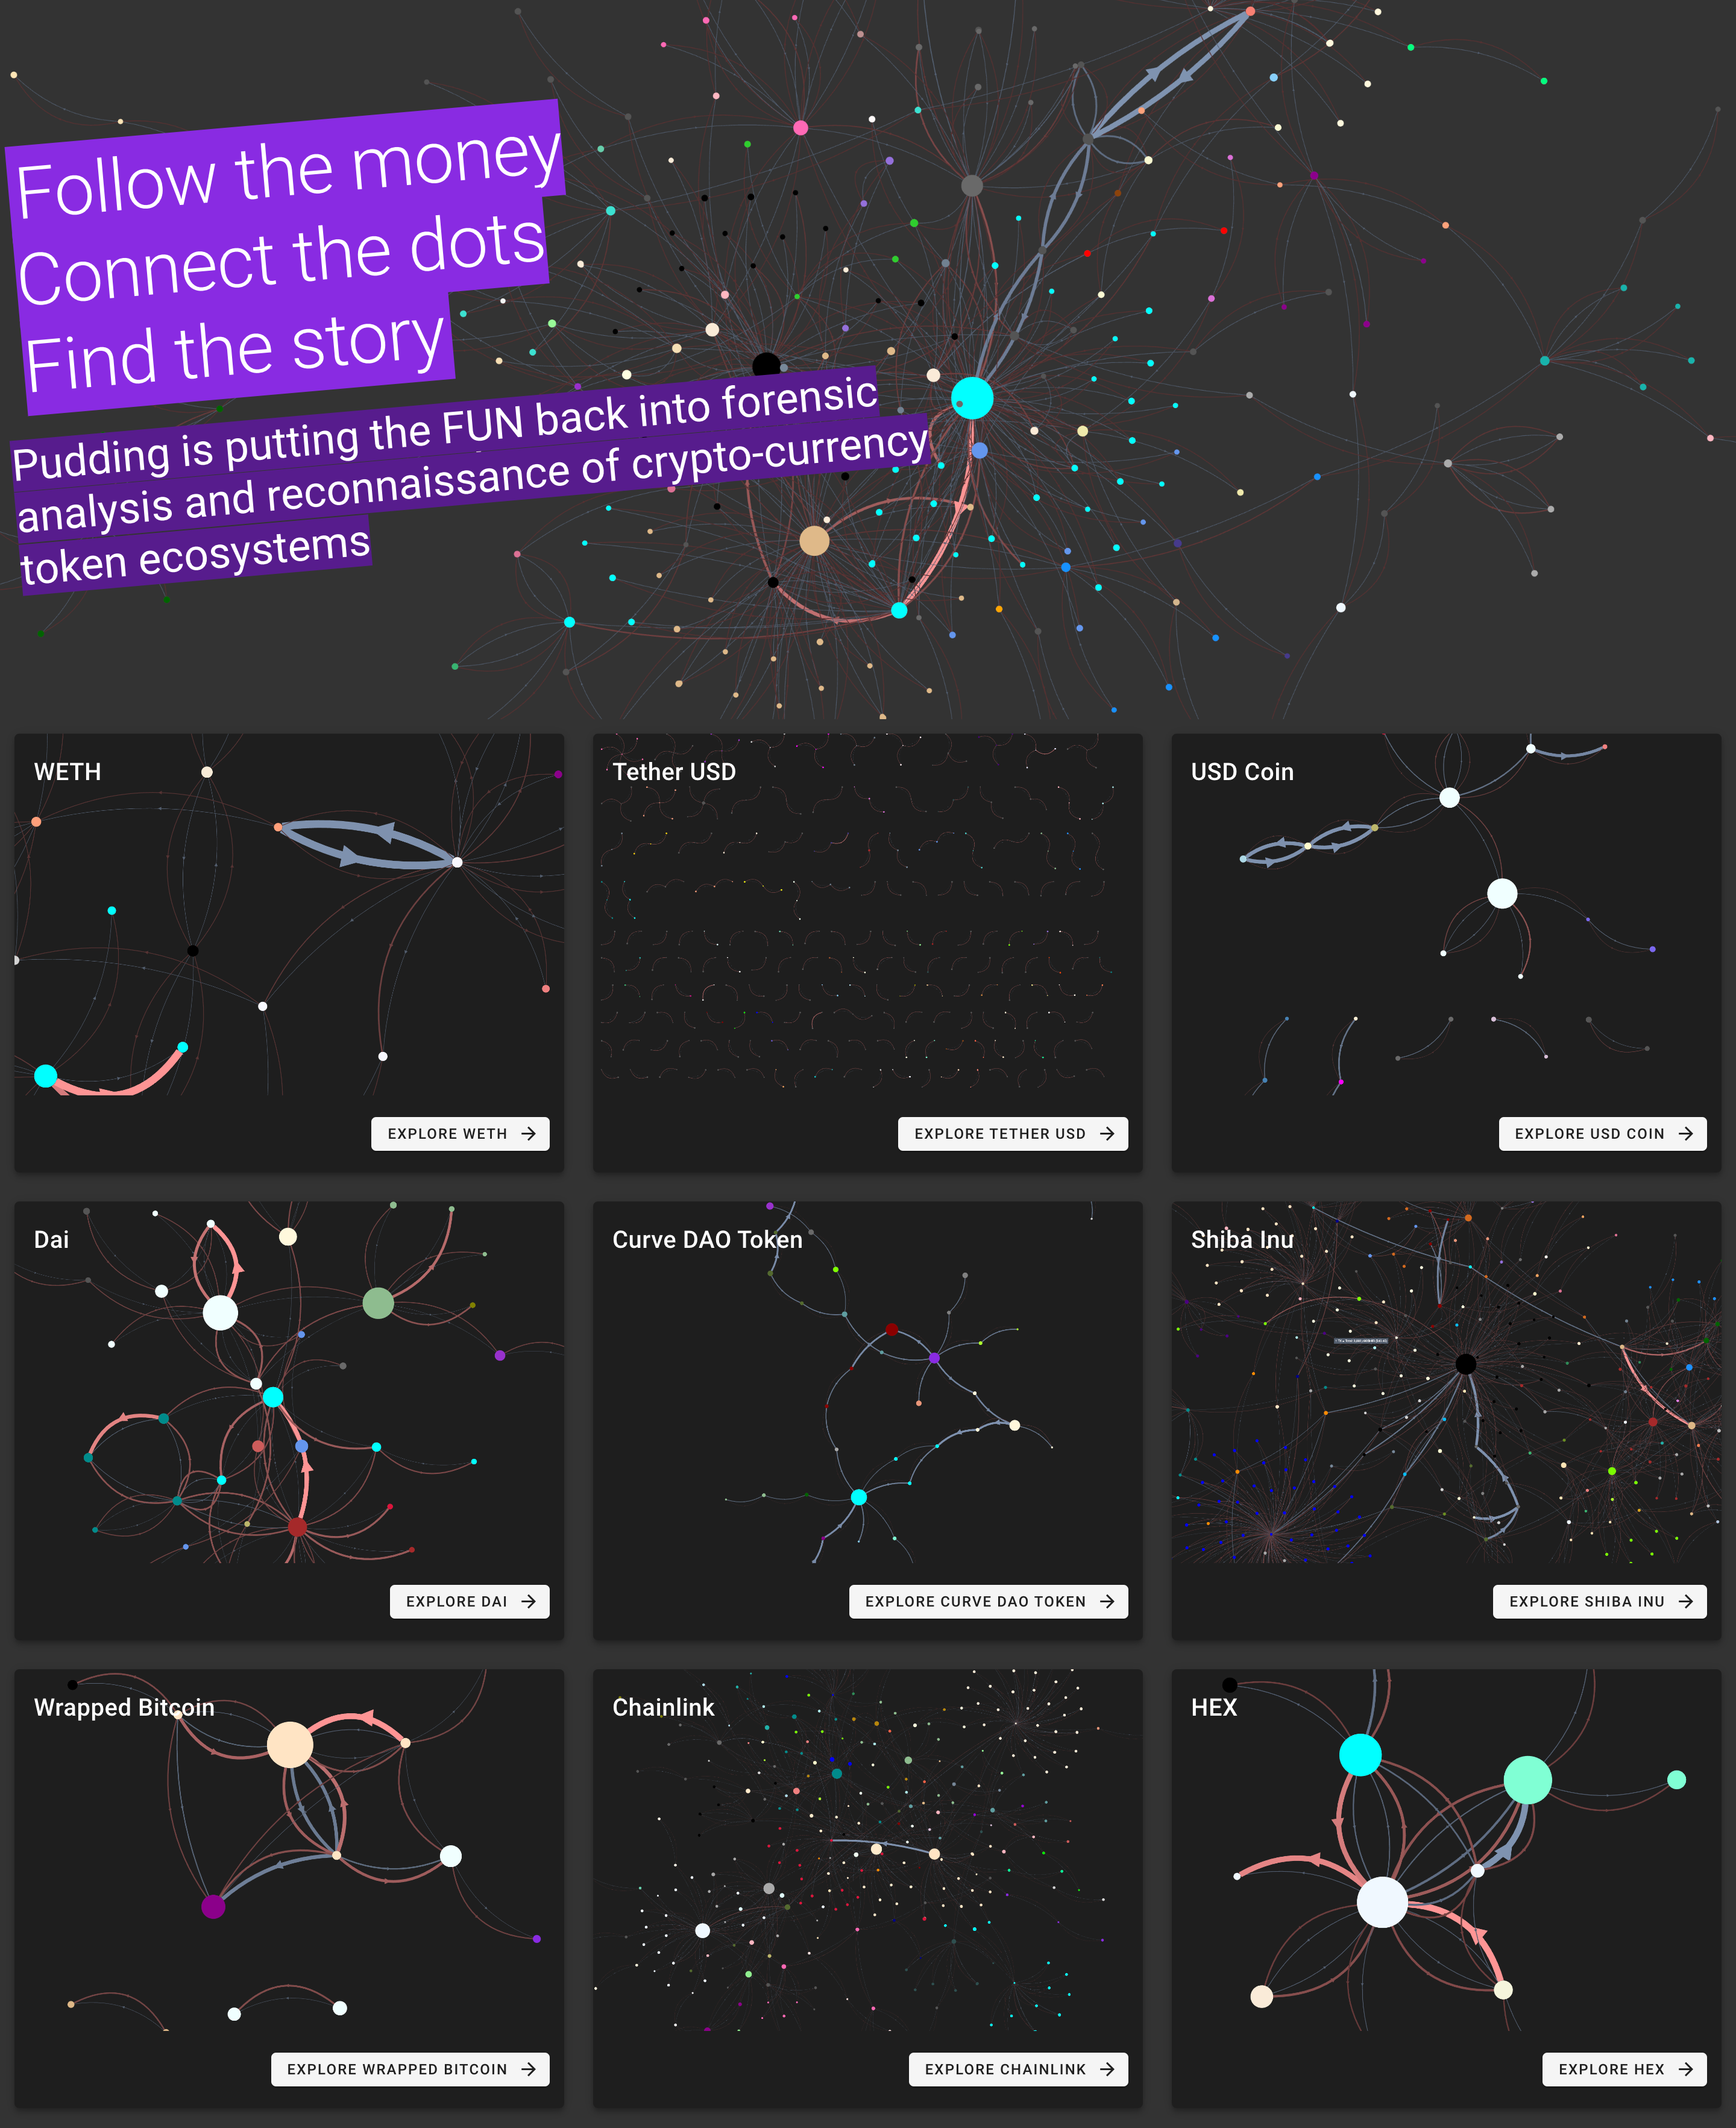 Follow the money
Connect the dots
Find the story
Pudding is putting the FUN back into forensic
analysis and reconnaissance of crypto-currency
token ecosystems
WETH
EXPLORE WETH
Tether USD
EXPLORE TETHER USD
USD Coin
EXPLORE USD COIN
Dai
EXPLORE DAI
Curve DAO Token
EXPLORE CURVE DAO TOKEN
Shiba Inu
EXPLORE SHIBA INU
Wrapped Bitcoin
EXPLORE WRAPPED BITCOIN
Chainlink
EXPLORE CHAINLINK
HEX
EXPLORE HEX